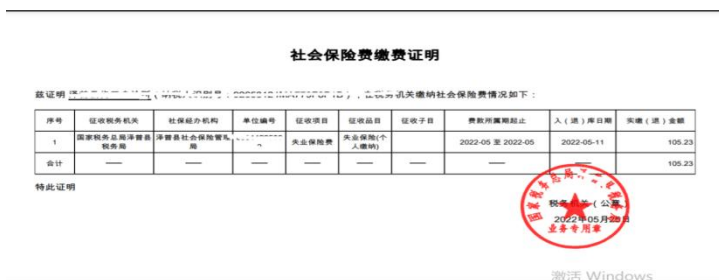 社会保险费缴费证明
兹证明
在税务机关缴纳社会保险费情况如下：
序号 征收税务机关 社保经办机构 单位编号 征收项目 征收品目 征收子目 费款所属期起止 入（退）库日期 实缴（退）金额
1 国家税务总局泽普县税务局 泽普县社会保险管理局 失业保险费 失业保险(个人缴纳) 2022-05 至 2022-05 2022-05-11 105.23
合计 —— —— —— —— —— —— —— —— 105.23
特此证明
税务机关（公章）
2022年05月25日
业务专用章
激活 Windows